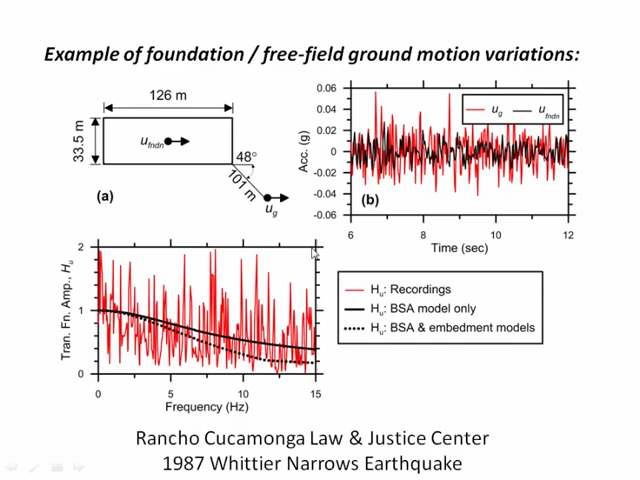 Example of foundation / free-field ground motion variations:
126 m
33.5 m
u_fndn
48°
101 m
u_g
(a)
0.06
0.04
0.02
0
-0.02
-0.04
-0.06
Acc. (g)
u_g
u_fndn
(b)
6
8
10
12
Time (sec)
2
1
0
Tran. Fn. Amp., H_u
0
5
10
15
Frequency (Hz)
H_u: Recordings
H_u: BSA model only
H_u: BSA & embedment models
Rancho Cucamonga Law & Justice Center
1987 Whittier Narrows Earthquake